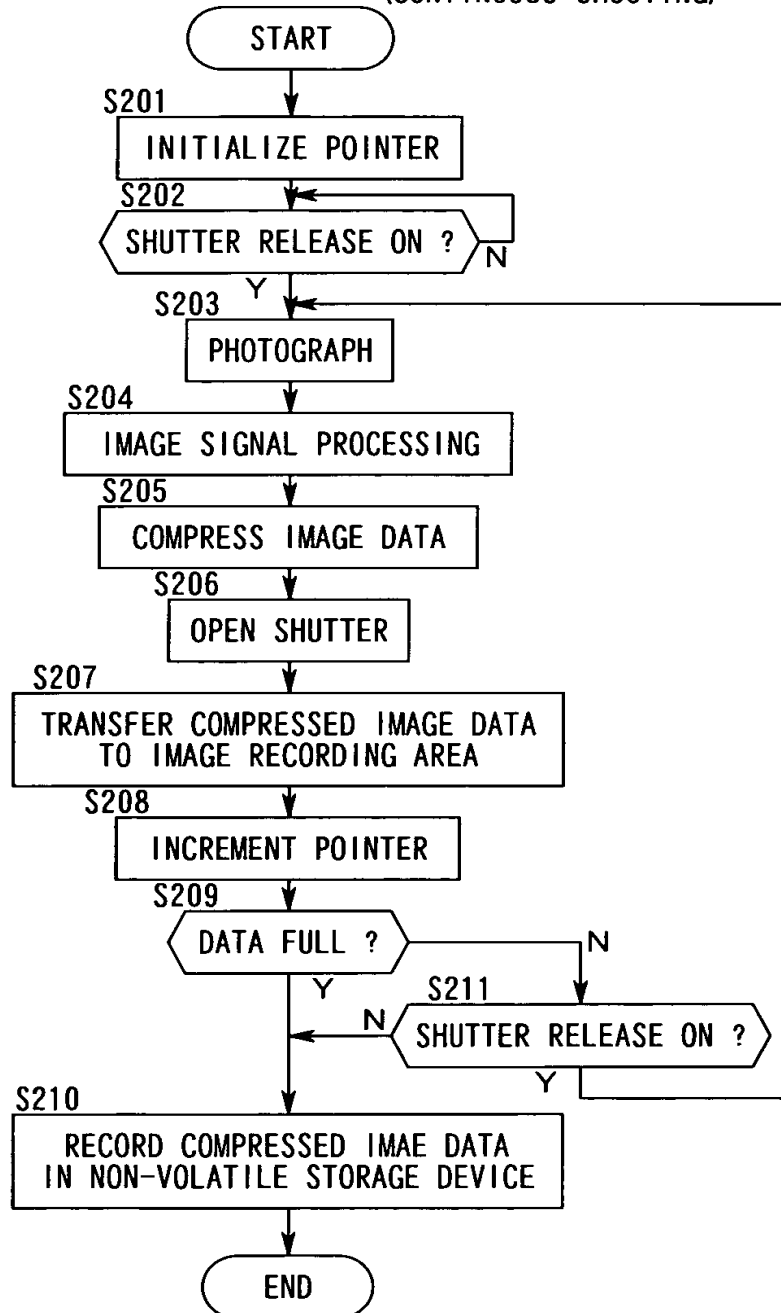 START
S201
INITIALIZE POINTER
S202
SHUTTER RELEASE ON ?
N
Y
S203
PHOTOGRAPH
S204
IMAGE SIGNAL PROCESSING
S205
COMPRESS IMAGE DATA
S206
OPEN SHUTTER
S207
TRANSFER COMPRESSED IMAGE DATA
TO IMAGE RECORDING AREA
S208
INCREMENT POINTER
S209
DATA FULL ?
N
Y
S211
N
SHUTTER RELEASE ON ?
Y
S210
RECORD COMPRESSED IMAE DATA
IN NON-VOLATILE STORAGE DEVICE
END